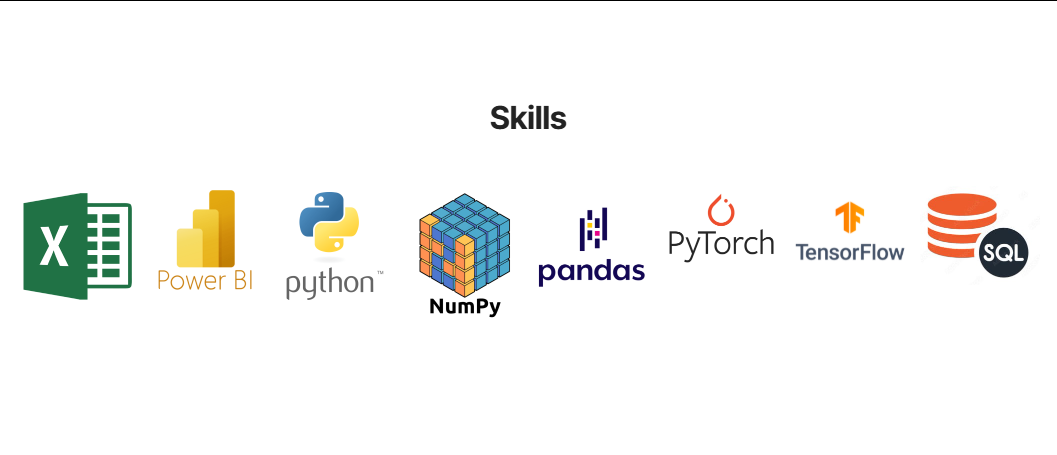 Skills
X
Power BI
python™
NumPy
pandas
PyTorch
TensorFlow
SQL